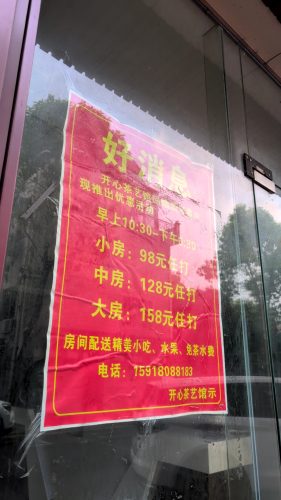 好消息
开心茶艺馆
现推出优惠活动
早上10:30-下午
小房：98元任打
中房：128元任打
大房：158元任打
房间配送精美小吃、水果、免茶水费
电话：15918088183
开心茶艺馆示